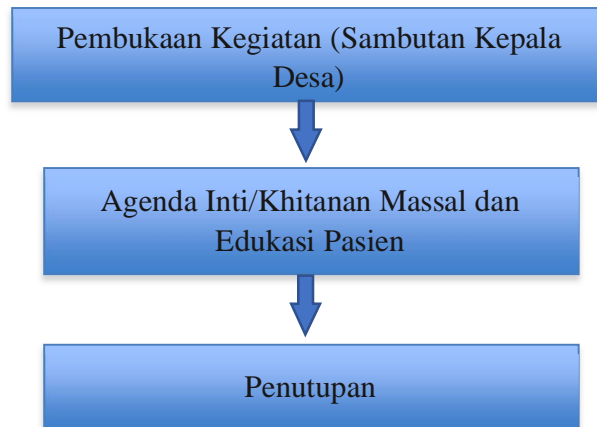 Pembukaan Kegiatan (Sambutan Kepala
Desa)
Agenda Inti/Khitanan Massal dan
Edukasi Pasien
Penutupan